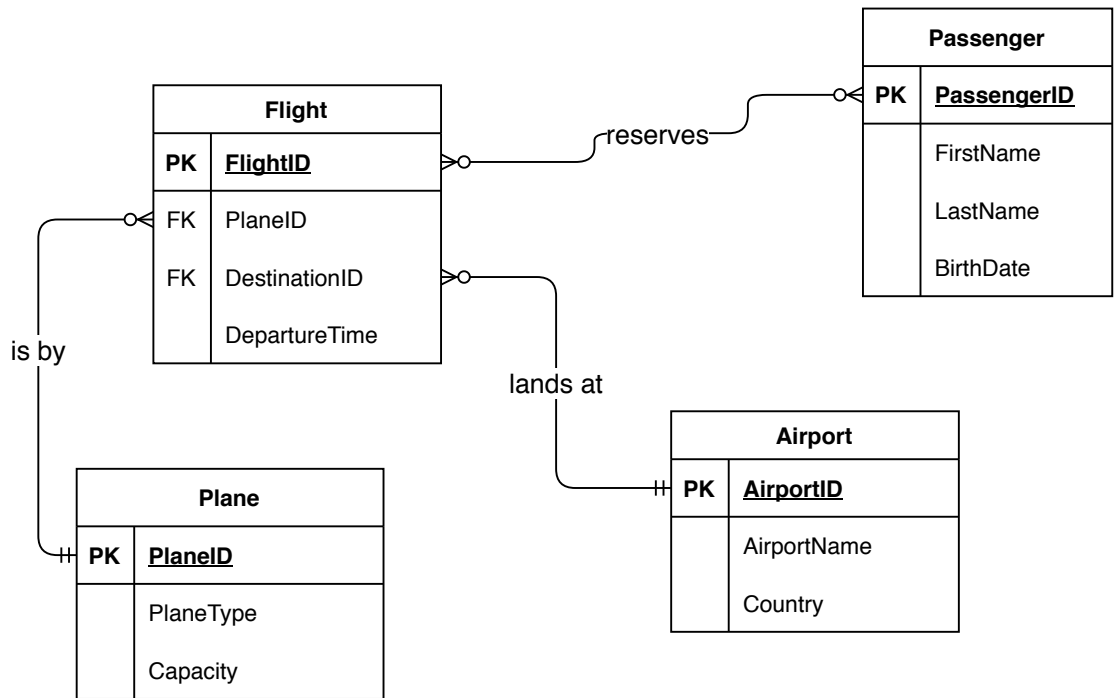 Passenger
PK PassengerID
FirstName
LastName
BirthDate
Flight
PK FlightID
FK PlaneID
FK DestinationID
DepartureTime
reserves
is by
lands at
Airport
PK AirportID
AirportName
Country
Plane
PK PlaneID
PlaneType
Capacity